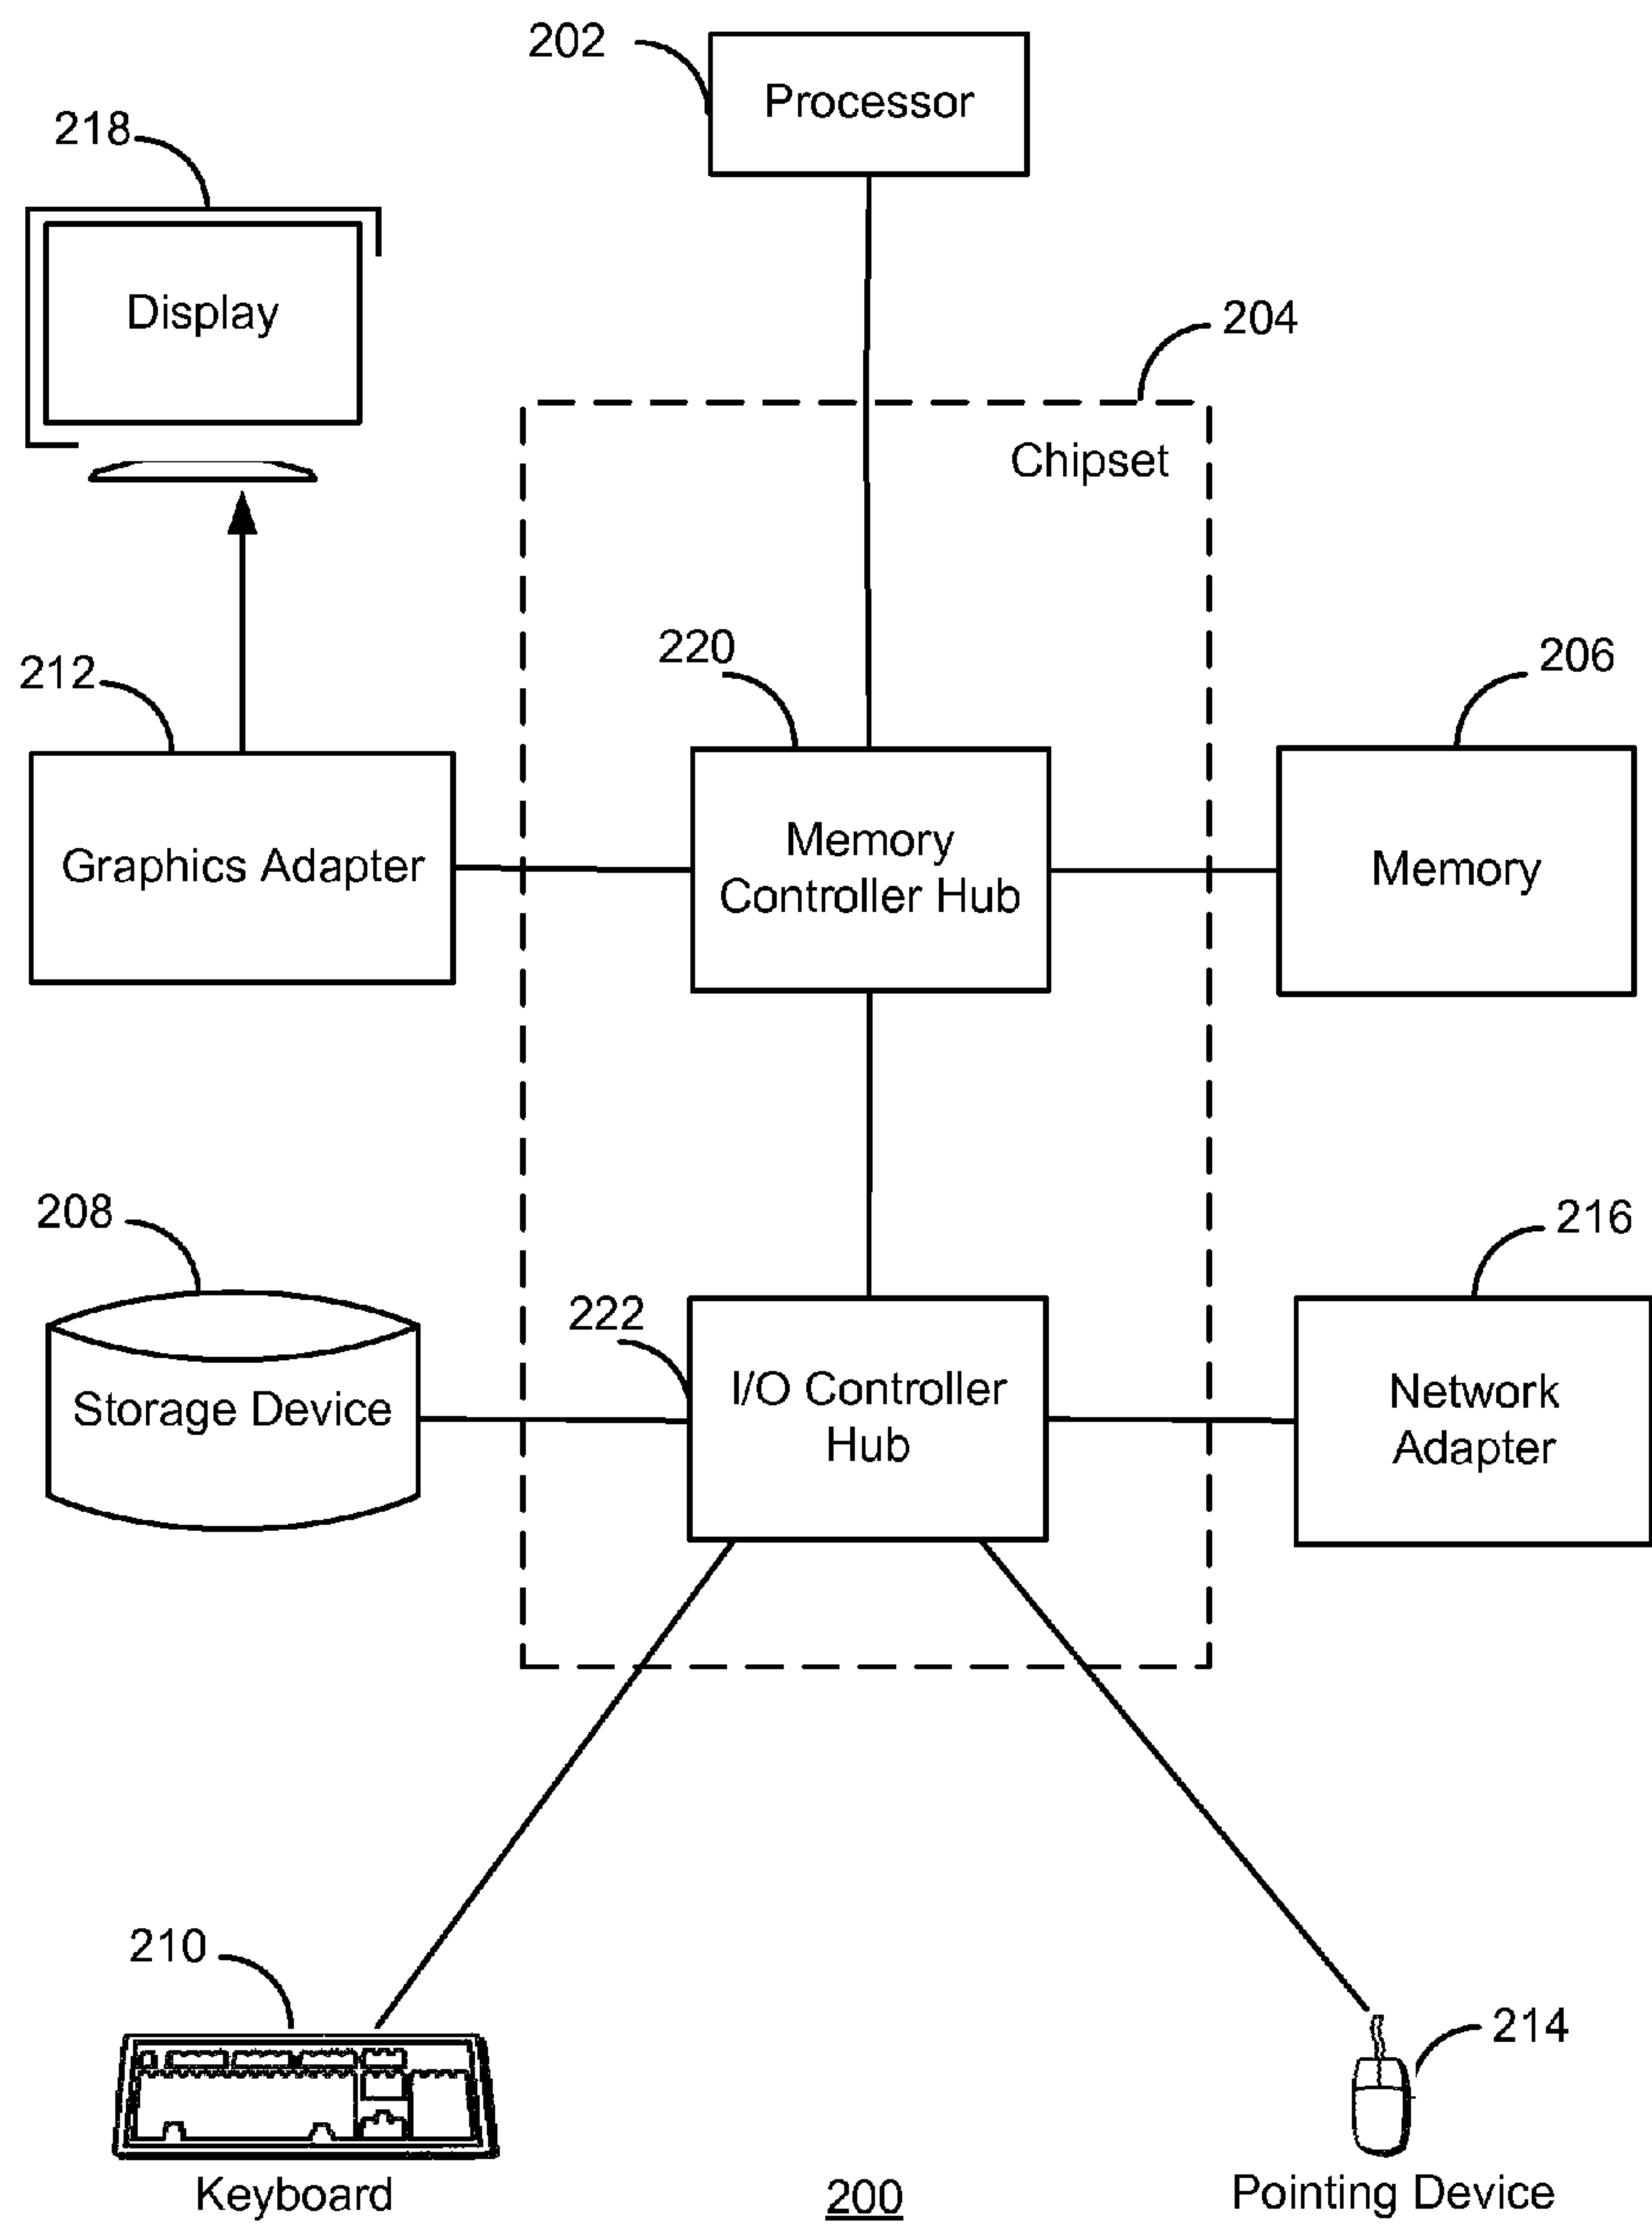 202
Processor
218
Display
204
Chipset
220
206
212
Memory
Controller Hub
Graphics Adapter
Memory
208
216
222
I/O Controller
Hub
Storage Device
Network
Adapter
210
214
Keyboard
200
Pointing Device